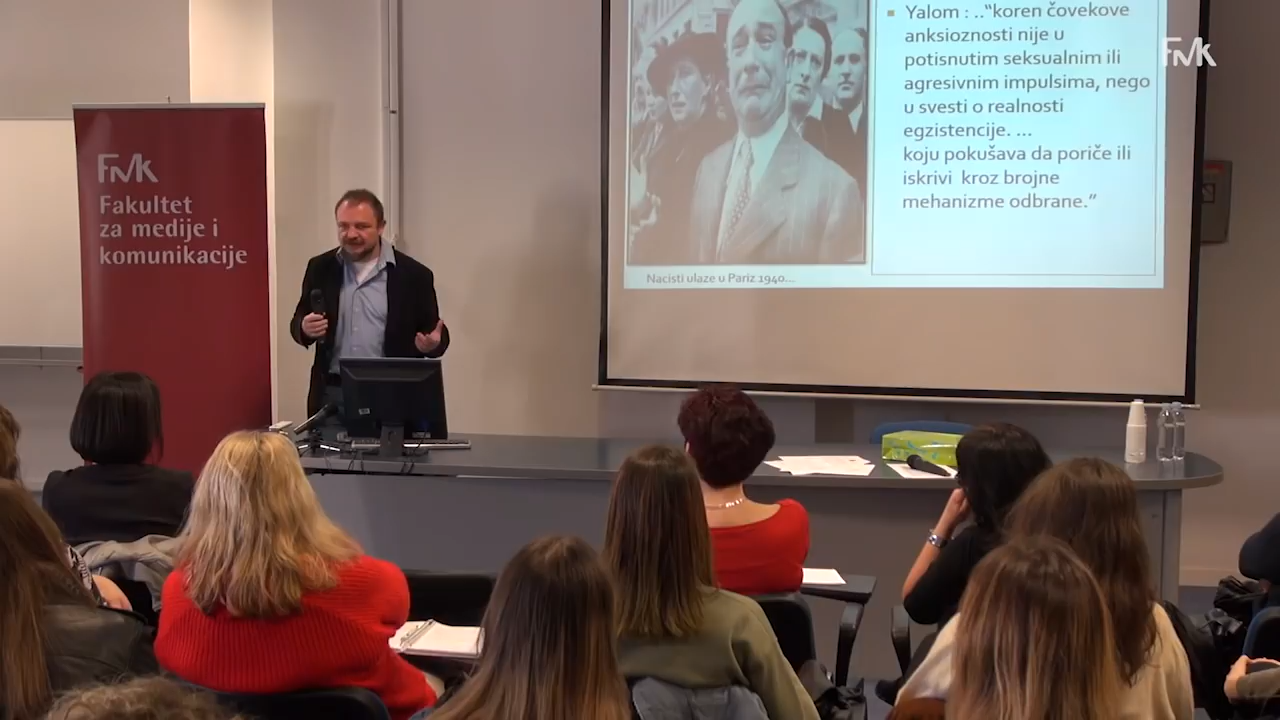 FMK
Fakultet
za medije i
komunikacije
Yalom : ..“koren čovekove
anksioznosti nije u
potisnutim seksualnim ili
agresivnim impulsima, nego
u svesti o realnosti
egzistencije. ...
koju pokušava da poriče ili
iskrivi kroz brojne
mehanizme odbrane.“
Nacisti ulaze u Pariz 1940...
FMK